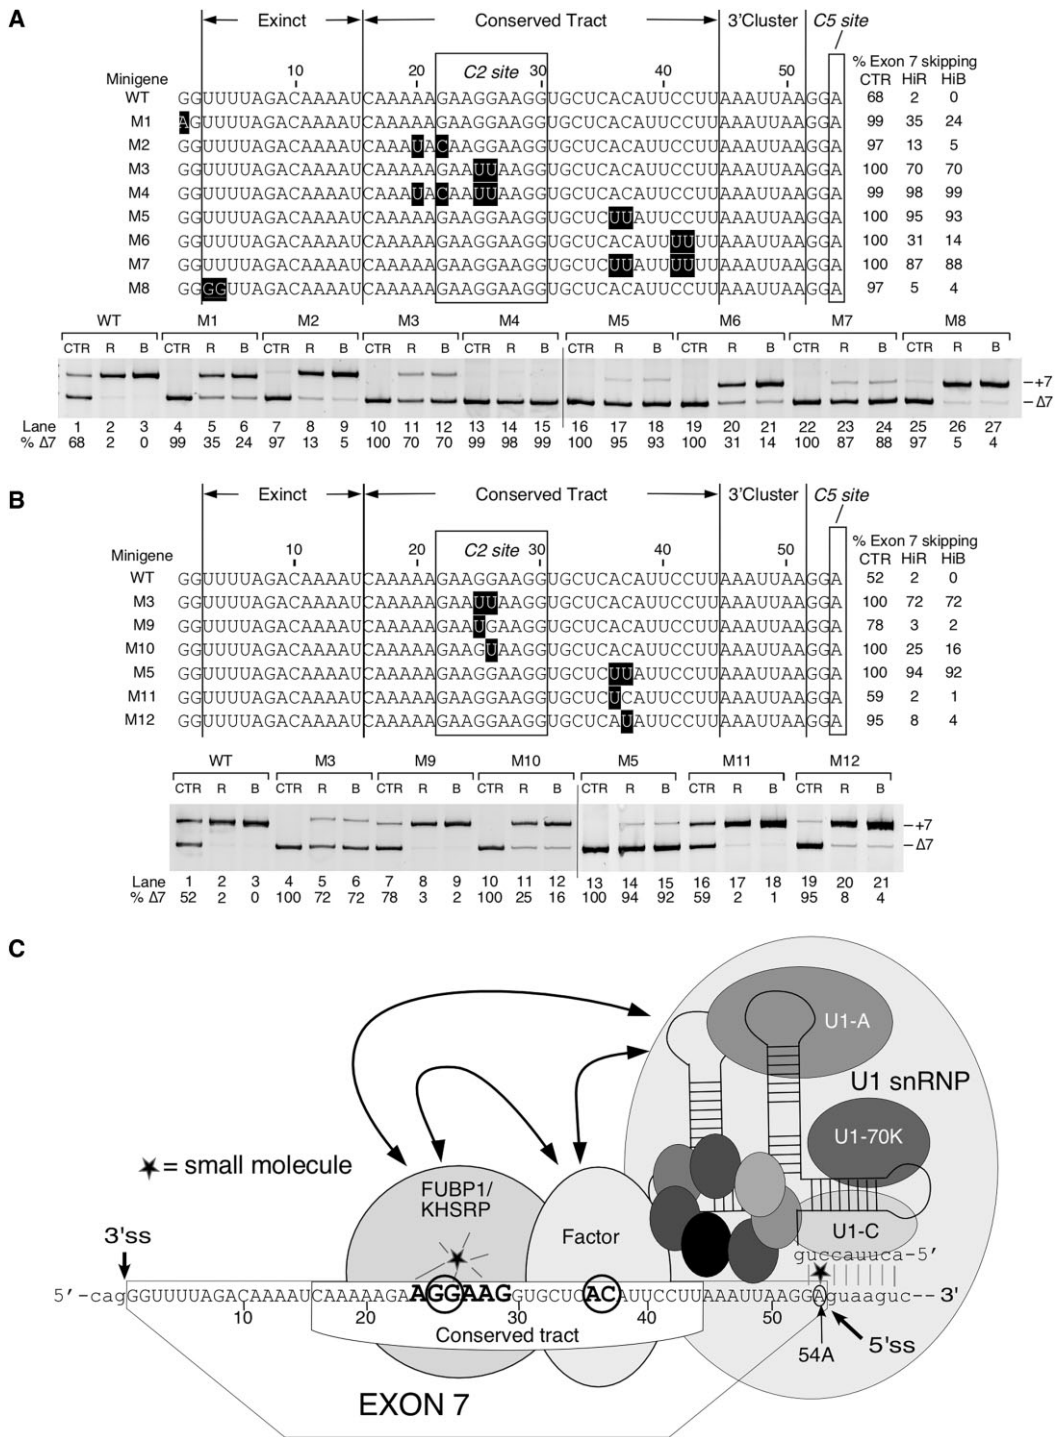 A
Exinct Conserved Tract 3'Cluster C5 site
C2 site
% Exon 7 skipping
Minigene 10 20 30 40 50 CTR HiR HiB
WT GGUUUUAGACAAAAUCAAAAAGAAGGAAGGUGCUCACAUUCCUUAAAUUAAGGA 68 2 0
M1 AGUUUUAGACAAAAUCAAAAAGAAGGAAGGUGCUCACAUUCCUUAAAUUAAGGA 99 35 24
M2 GGUUUUAGACAAAAUCAAAUACAAGGAAGGUGCUCACAUUCCUUAAAUUAAGGA 97 13 5
M3 GGUUUUAGACAAAAUCAAAAAGAAUUAAGGUGCUCACAUUCCUUAAAUUAAGGA 100 70 70
M4 GGUUUUAGACAAAAUCAAAUACAAUUAAGGUGCUCACAUUCCUUAAAUUAAGGA 99 98 99
M5 GGUUUUAGACAAAAUCAAAAAGAAGGAAGGUGCUCUUAUUCCUUAAAUUAAGGA 100 95 93
M6 GGUUUUAGACAAAAUCAAAAAGAAGGAAGGUGCUCACAUUUUUUAAAUUAAGGA 100 31 14
M7 GGUUUUAGACAAAAUCAAAAAGAAGGAAGGUGCUCUUAUUUUUUAAAUUAAGGA 100 87 88
M8 GGGGUUAGACAAAAUCAAAAAGAAGGAAGGUGCUCACAUUCCUUAAAUUAAGGA 97 5 4
WT M1 M2 M3 M4 M5 M6 M7 M8
CTR R B CTR R B CTR R B CTR R B CTR R B CTR R B CTR R B CTR R B CTR R B
+7
Δ7
Lane 1 2 3 4 5 6 7 8 9 10 11 12 13 14 15 16 17 18 19 20 21 22 23 24 25 26 27
% Δ7 68 2 0 99 35 24 97 13 5 100 70 70 99 98 99 100 95 93 100 31 14 100 87 88 97 5 4
B
Exinct Conserved Tract 3'Cluster C5 site
C2 site
% Exon 7 skipping
Minigene 10 20 30 40 50 CTR HiR HiB
WT GGUUUUAGACAAAAUCAAAAAGAAGGAAGGUGCUCACAUUCCUUAAAUUAAGGA 52 2 0
M3 GGUUUUAGACAAAAUCAAAAAGAAUUAAGGUGCUCACAUUCCUUAAAUUAAGGA 100 72 72
M9 GGUUUUAGACAAAAUCAAAAAGAAUGAAGGUGCUCACAUUCCUUAAAUUAAGGA 78 3 2
M10 GGUUUUAGACAAAAUCAAAAAGAAGUAAGGUGCUCACAUUCCUUAAAUUAAGGA 100 25 16
M5 GGUUUUAGACAAAAUCAAAAAGAAGGAAGGUGCUCUUAUUCCUUAAAUUAAGGA 100 94 92
M11 GGUUUUAGACAAAAUCAAAAAGAAGGAAGGUGCUCUCAUUCCUUAAAUUAAGGA 59 2 1
M12 GGUUUUAGACAAAAUCAAAAAGAAGGAAGGUGCUCAUAUUCCUUAAAUUAAGGA 95 8 4
WT M3 M9 M10 M5 M11 M12
CTR R B CTR R B CTR R B CTR R B CTR R B CTR R B CTR R B
+7
Δ7
Lane 1 2 3 4 5 6 7 8 9 10 11 12 13 14 15 16 17 18 19 20 21
% Δ7 52 2 0 100 72 72 78 3 2 100 25 16 100 94 92 59 2 1 95 8 4
C
U1-A
U1 snRNP
U1-70K
★= small molecule
FUBP1/
KHSRP
Factor
U1-C
guccauuca-5′
3'ss
5′-cagGGUUUUAGACAAAAUCAAAAAGAAGGAAGGUGCUCACAUUCCUUAAAUUAAGGAguaaguc-- 3′
10 20 30 40 50
Conserved tract
5'ss
54A
EXON 7